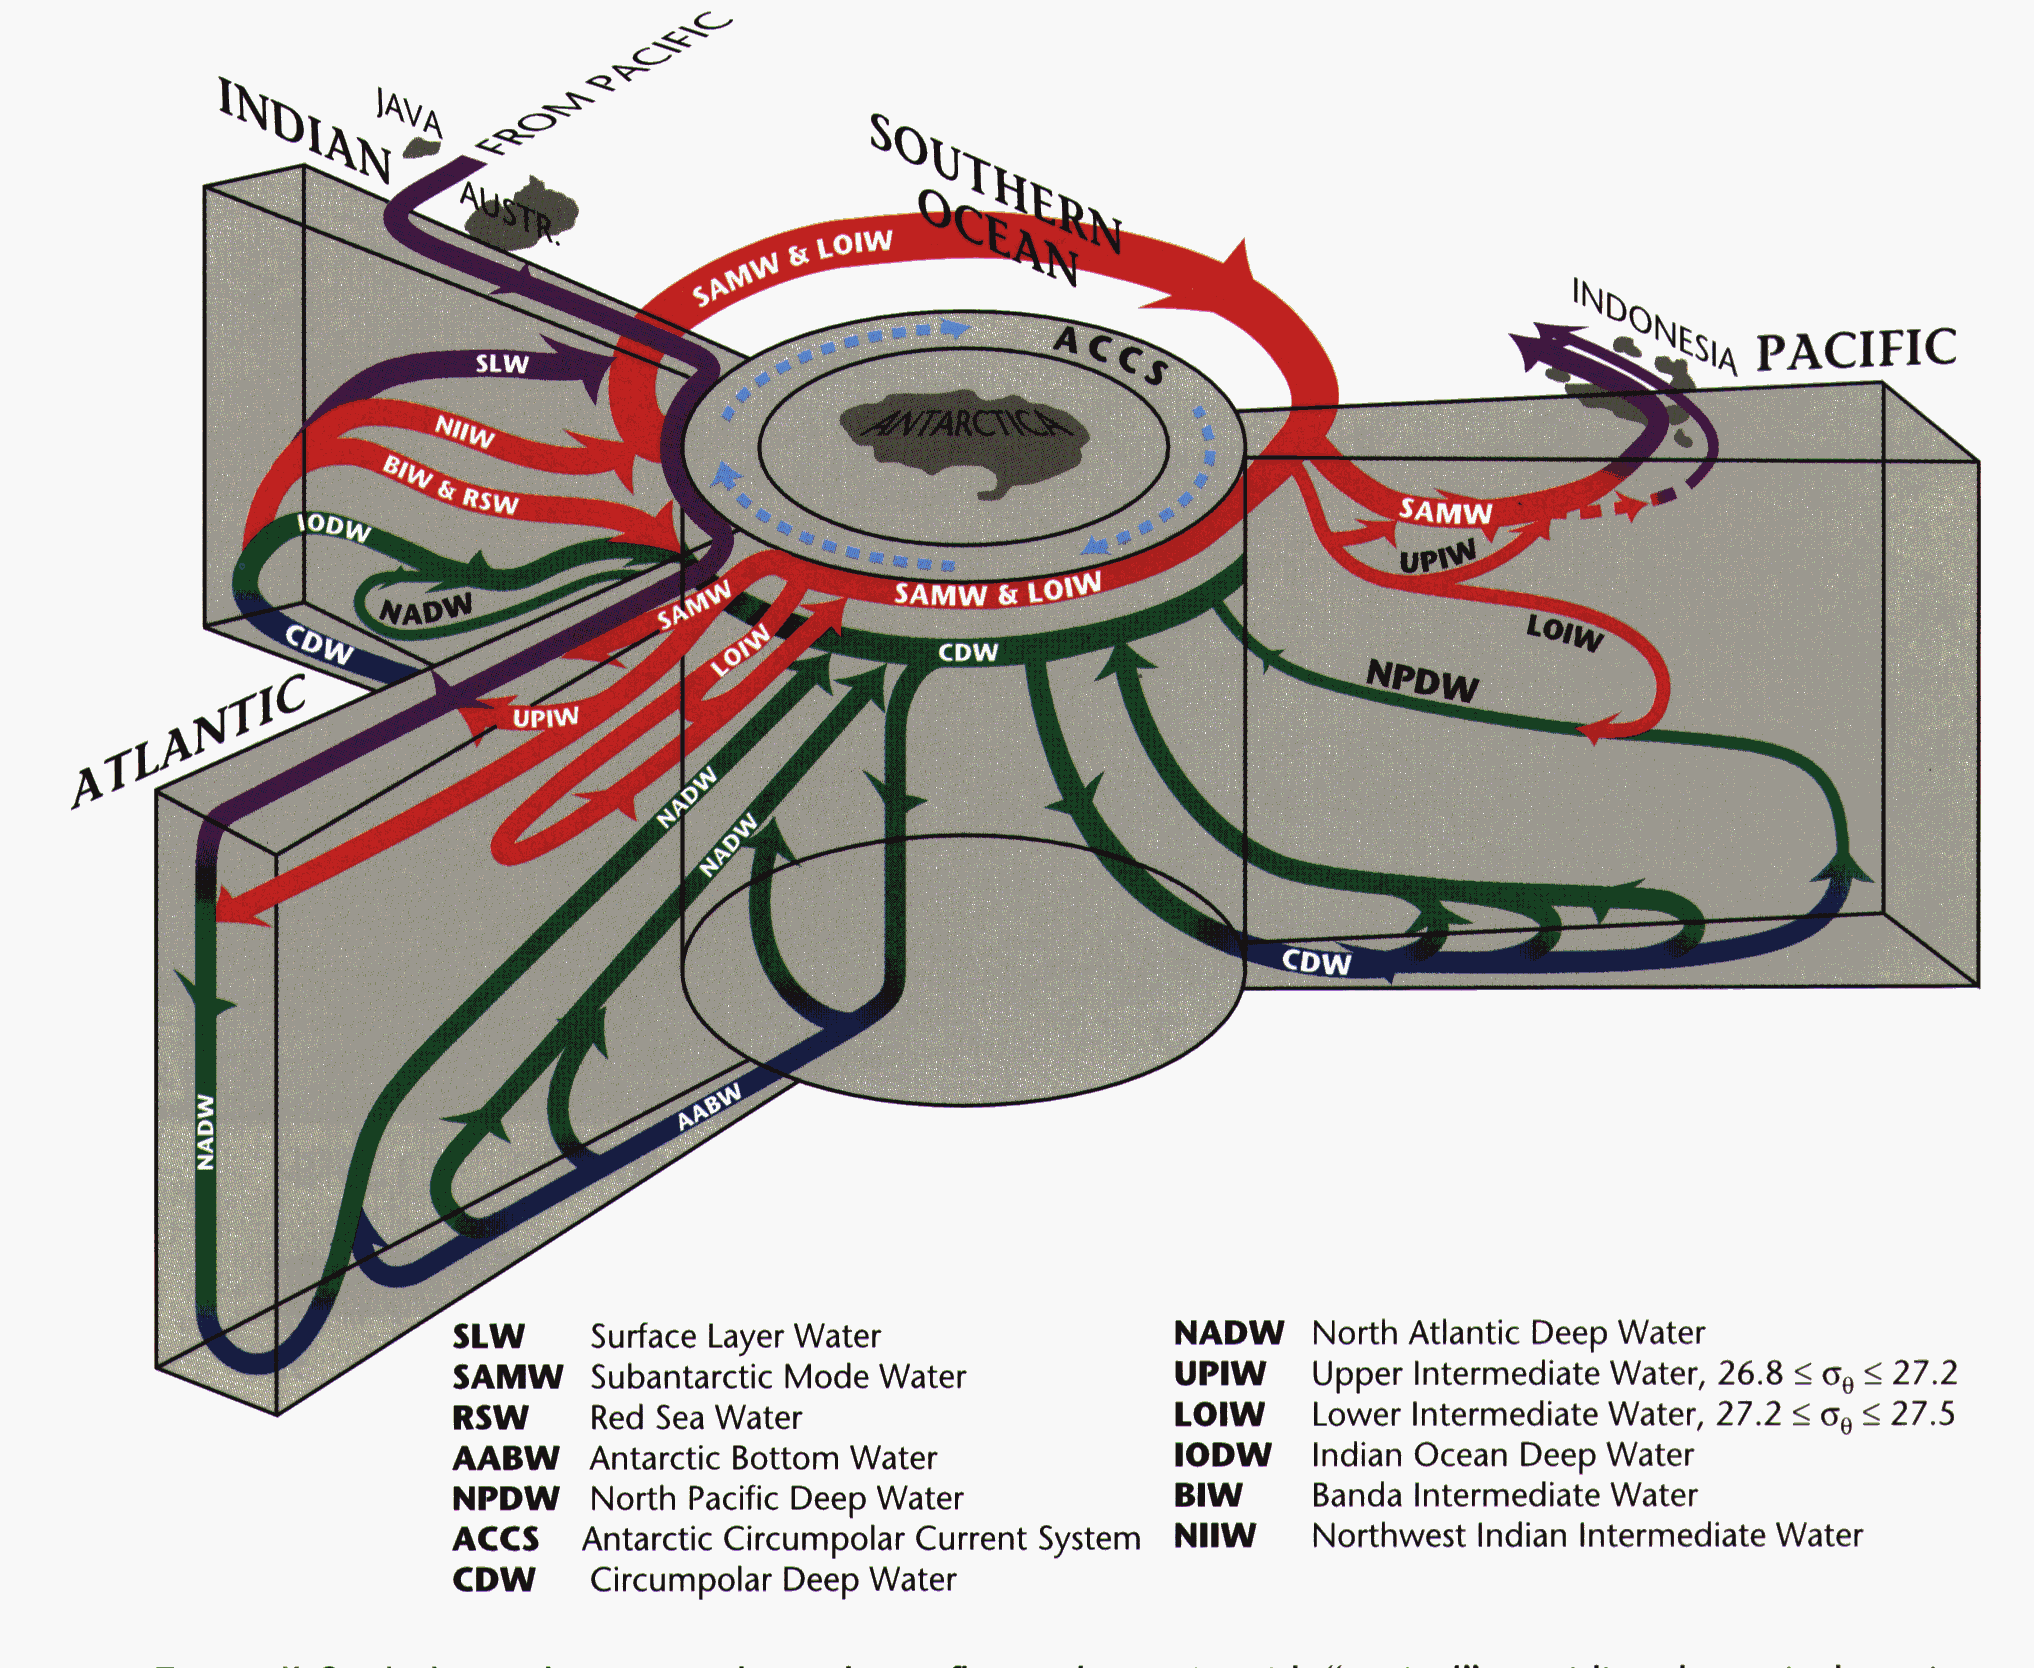 INDIAN
JAVA
FROM PACIFIC
AUSTR.
SOUTHERN
OCEAN
SAMW & LOIW
ACCS
ANTARCTICA
INDONESIA
PACIFIC
SLW
NIIW
BIW & RSW
IODW
NADW
CDW
SAMW
LOIW
UPIW
SAMW & LOIW
CDW
SAMW
UPIW
LOIW
NPDW
ATLANTIC
NADW
NADW
CDW
AABW
NADW
SLW Surface Layer Water
SAMW Subantarctic Mode Water
RSW Red Sea Water
AABW Antarctic Bottom Water
NPDW North Pacific Deep Water
ACCS Antarctic Circumpolar Current System
CDW Circumpolar Deep Water
NADW North Atlantic Deep Water
UPIW Upper Intermediate Water, 26.8 ≤ σθ ≤ 27.2
LOIW Lower Intermediate Water, 27.2 ≤ σθ ≤ 27.5
IODW Indian Ocean Deep Water
BIW Banda Intermediate Water
NIIW Northwest Indian Intermediate Water